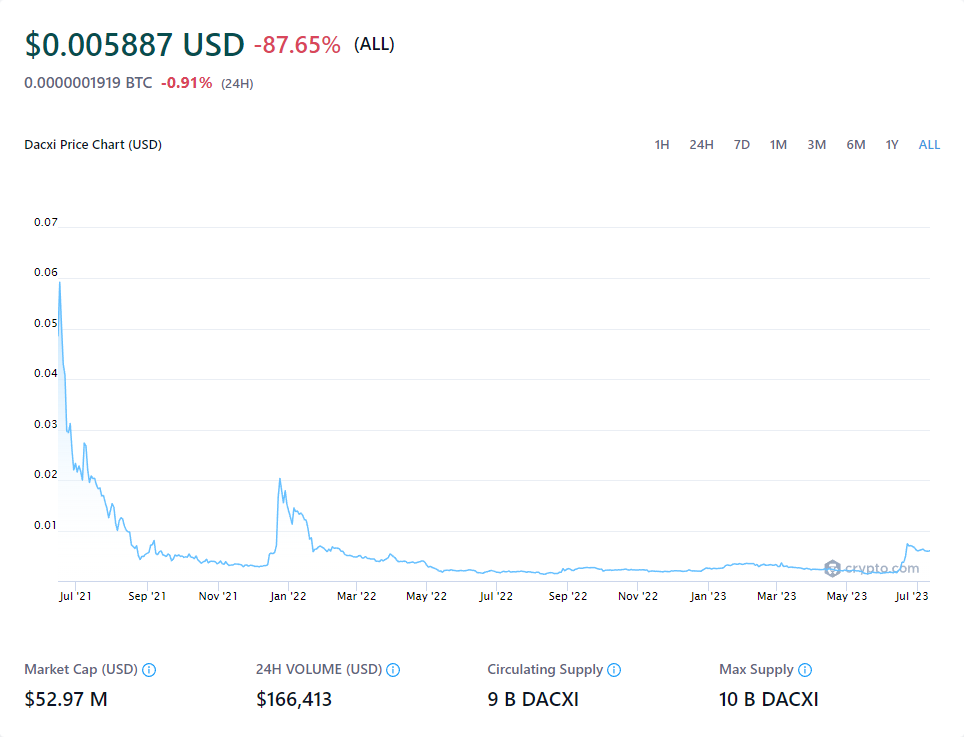 $0.005887 USD -87.65% (ALL)
0.0000001919 BTC -0.91% (24H)
Dacxi Price Chart (USD) 1H 24H 7D 1M 3M 6M 1Y ALL
0.07
0.06
0.05
0.04
0.03
0.02
0.01
crypto.com
Jul '21 Sep '21 Nov '21 Jan '22 Mar '22 May '22 Jul '22 Sep '22 Nov '22 Jan '23 Mar '23 May '23 Jul '23
Market Cap (USD) 24H VOLUME (USD) Circulating Supply Max Supply
$52.97 M $166,413 9 B DACXI 10 B DACXI